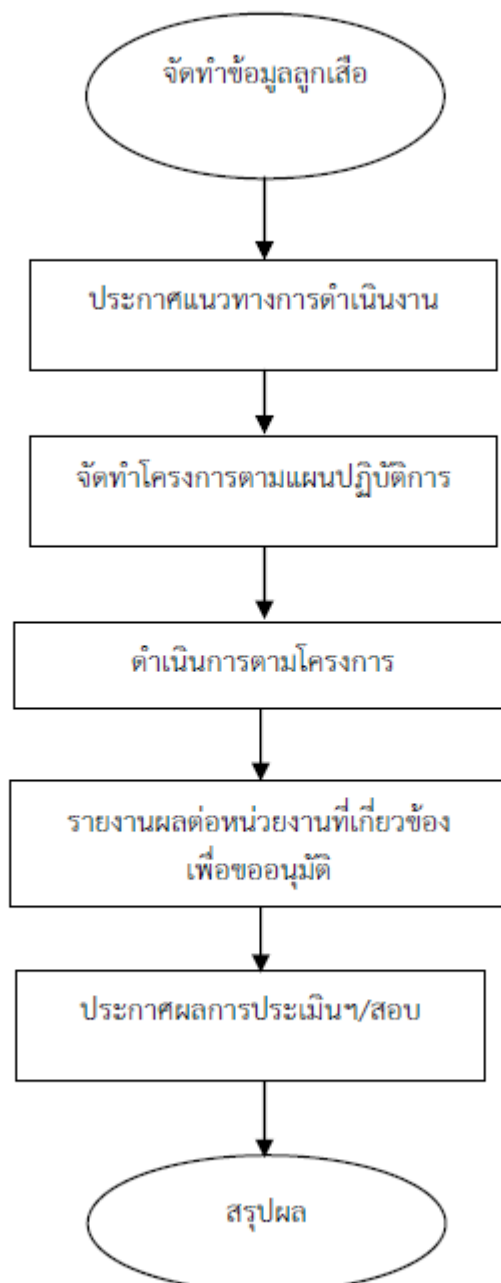 จัดทำข้อมูลลูกเสือ
ประกาศแนวทางการดำเนินงาน
จัดทำโครงการตามแผนปฏิบัติการ
ดำเนินการตามโครงการ
รายงานผลต่อหน่วยงานที่เกี่ยวข้อง
เพื่อขออนุมัติ
ประกาศผลการประเมินฯ/สอบ
สรุปผล